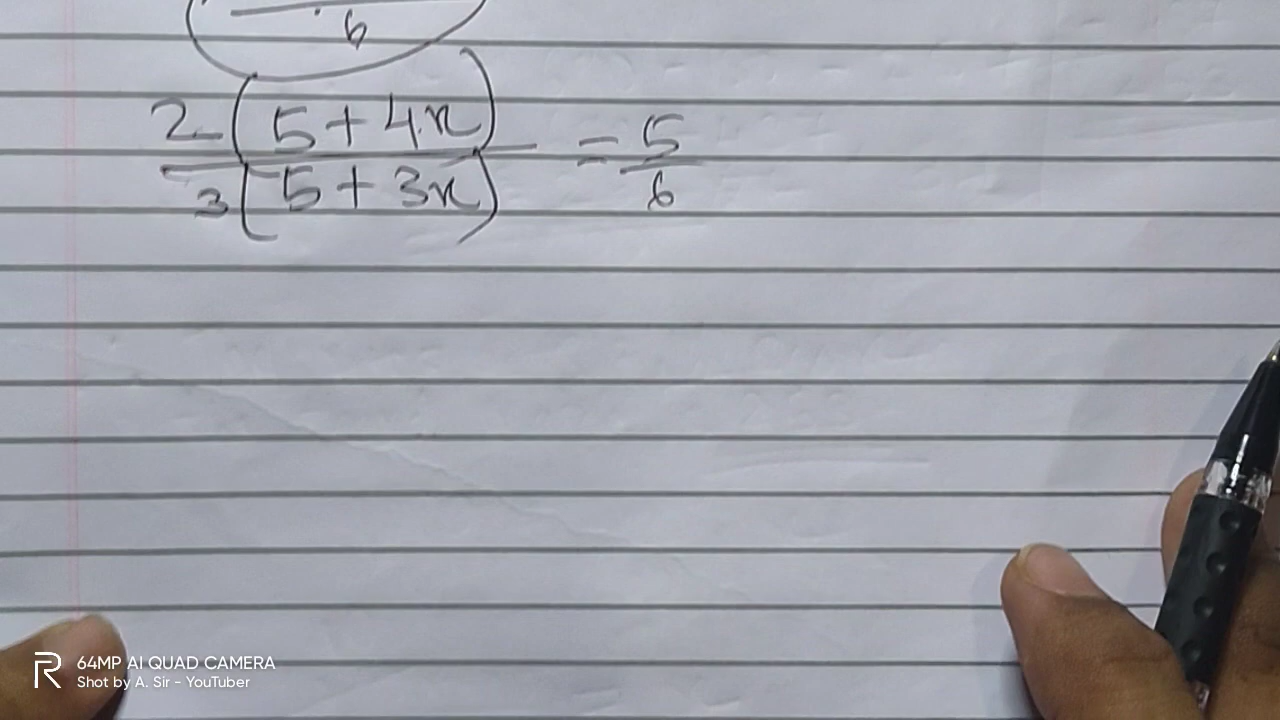 6
2(5+4x)
3(5+3x) = 5/6
64MP AI QUAD CAMERA
Shot by A. Sir - YouTuber